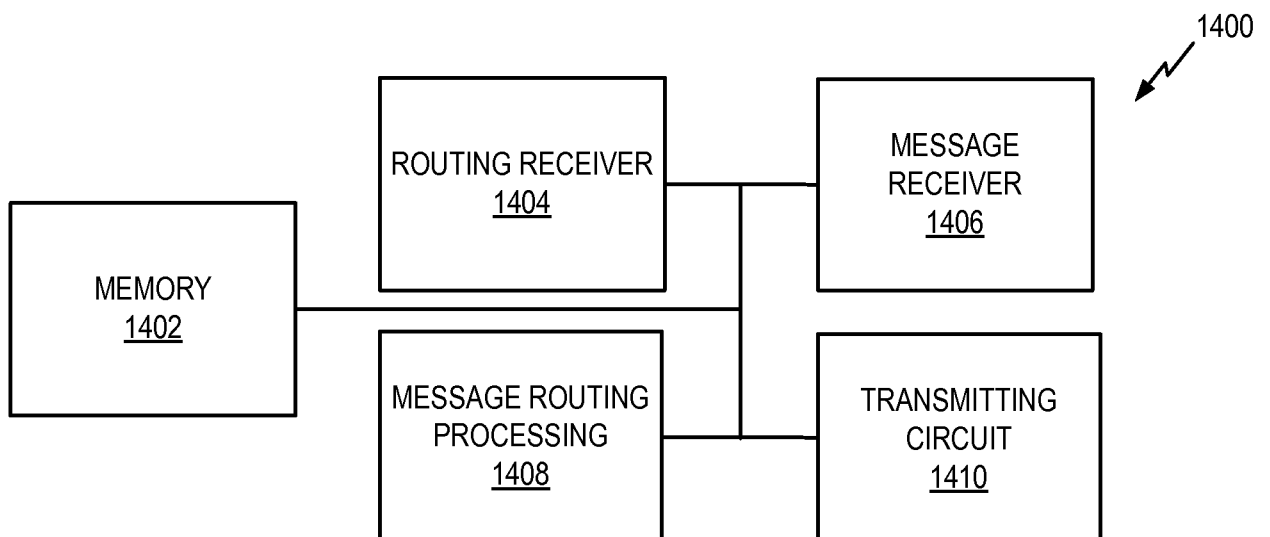 1400
ROUTING RECEIVER
1404
MESSAGE
RECEIVER
1406
MEMORY
1402
MESSAGE ROUTING
PROCESSING
1408
TRANSMITTING
CIRCUIT
1410